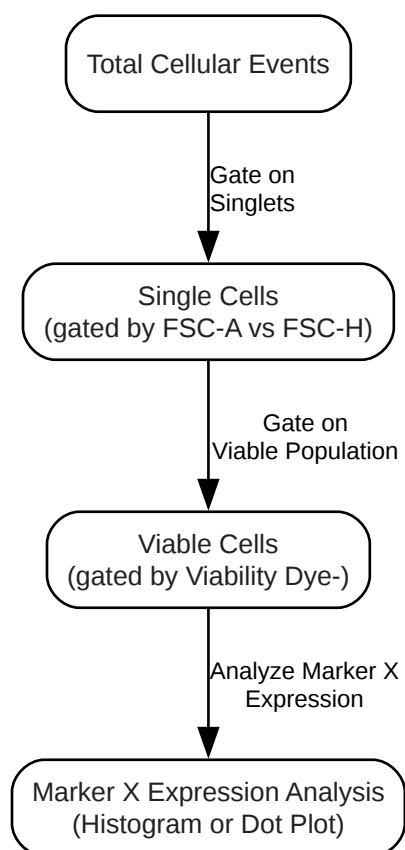 Total Cellular Events
Gate on
Singlets
Single Cells
(gated by FSC-A vs FSC-H)
Gate on
Viable Population
Viable Cells
(gated by Viability Dye-)
Analyze Marker X
Expression
Marker X Expression Analysis
(Histogram or Dot Plot)